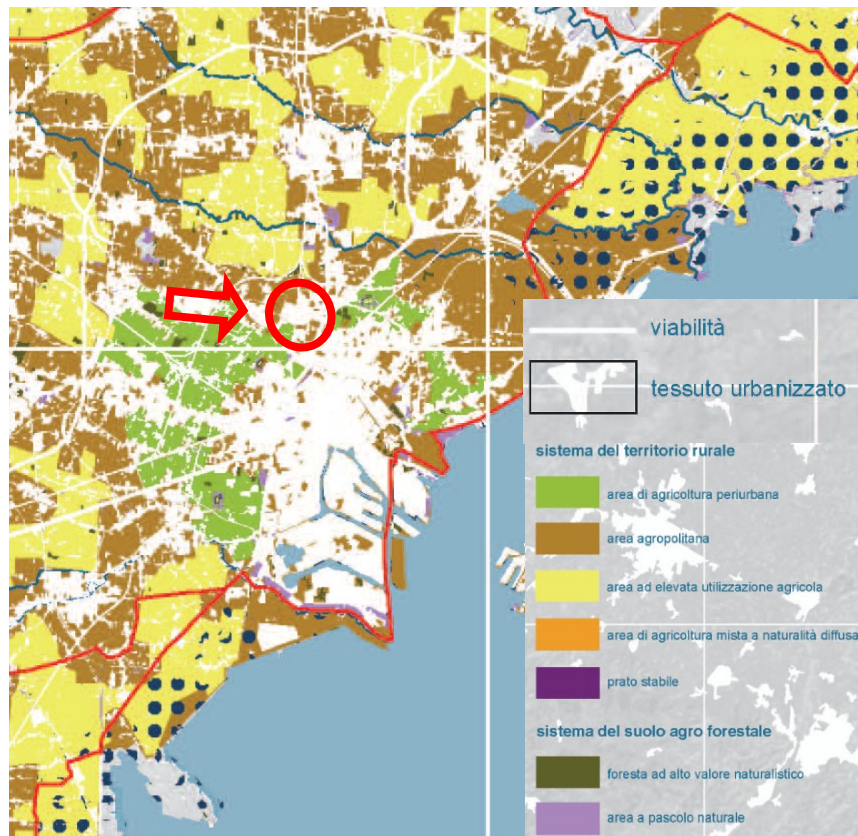 viabilità
tessuto urbanizzato
sistema del territorio rurale
area di agricoltura periurbana
area agropolitana
area ad elevata utilizzazione agricola
area di agricoltura mista a naturalità diffusa
prato stabile
sistema del suolo agro forestale
foresta ad alto valore naturalistico
area a pascolo naturale